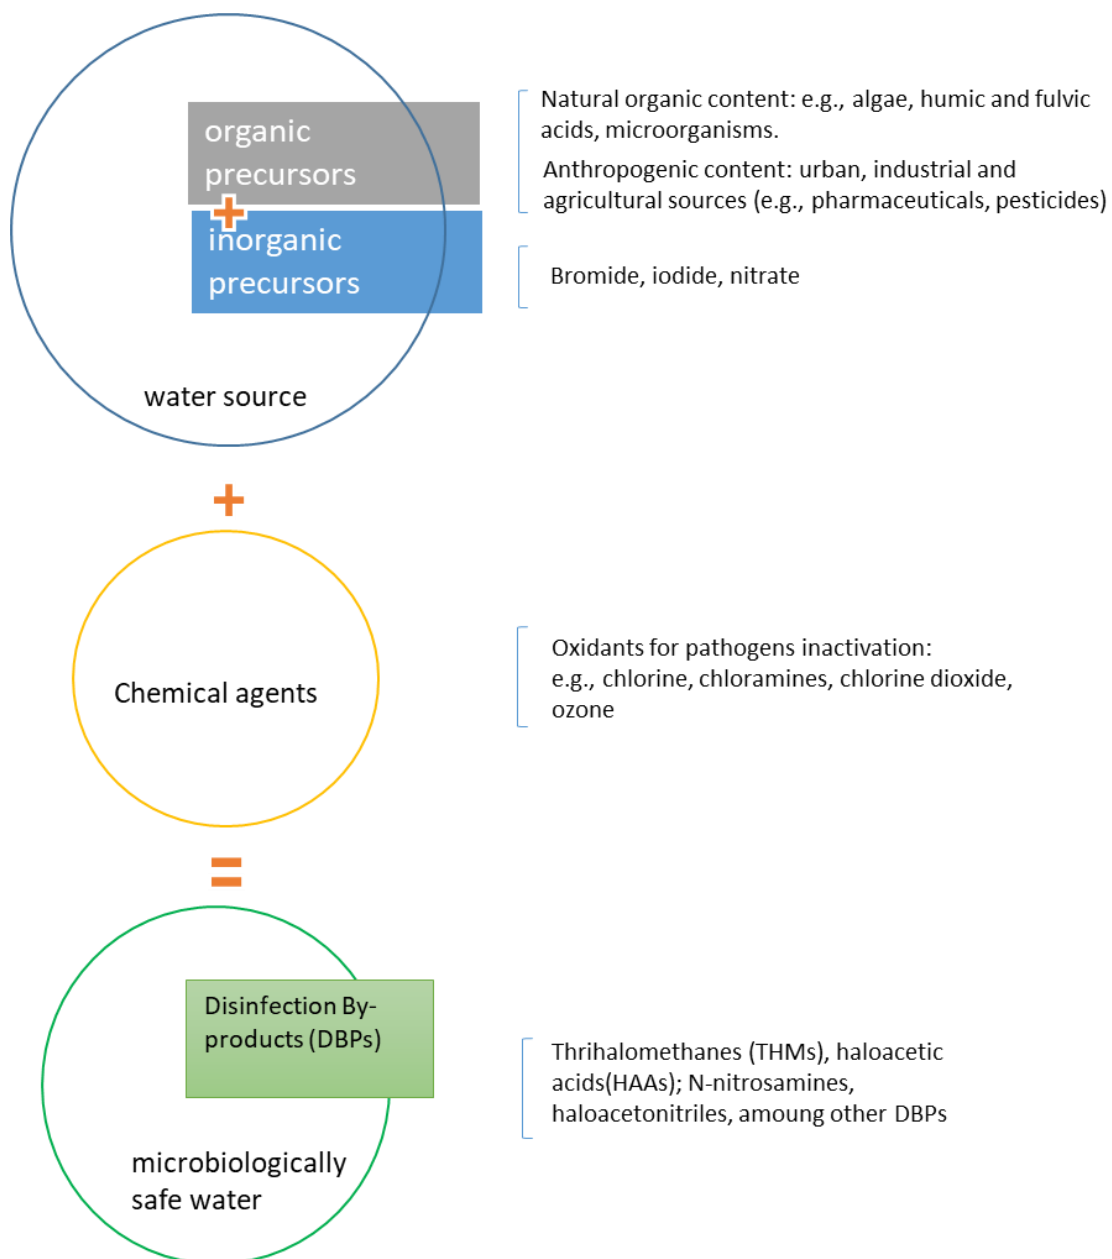 organic
precursors
+
inorganic
precursors
water source
Natural organic content: e.g., algae, humic and fulvic
acids, microorganisms.
Anthropogenic content: urban, industrial and
agricultural sources (e.g., pharmaceuticals, pesticides)
Bromide, iodide, nitrate
+
Chemical agents
Oxidants for pathogens inactivation:
e.g., chlorine, chloramines, chlorine dioxide,
ozone
=
Disinfection By-
products (DBPs)
microbiologically
safe water
Thrihalomethanes (THMs), haloacetic
acids(HAAs); N-nitrosamines,
haloacetonitriles, amoung other DBPs